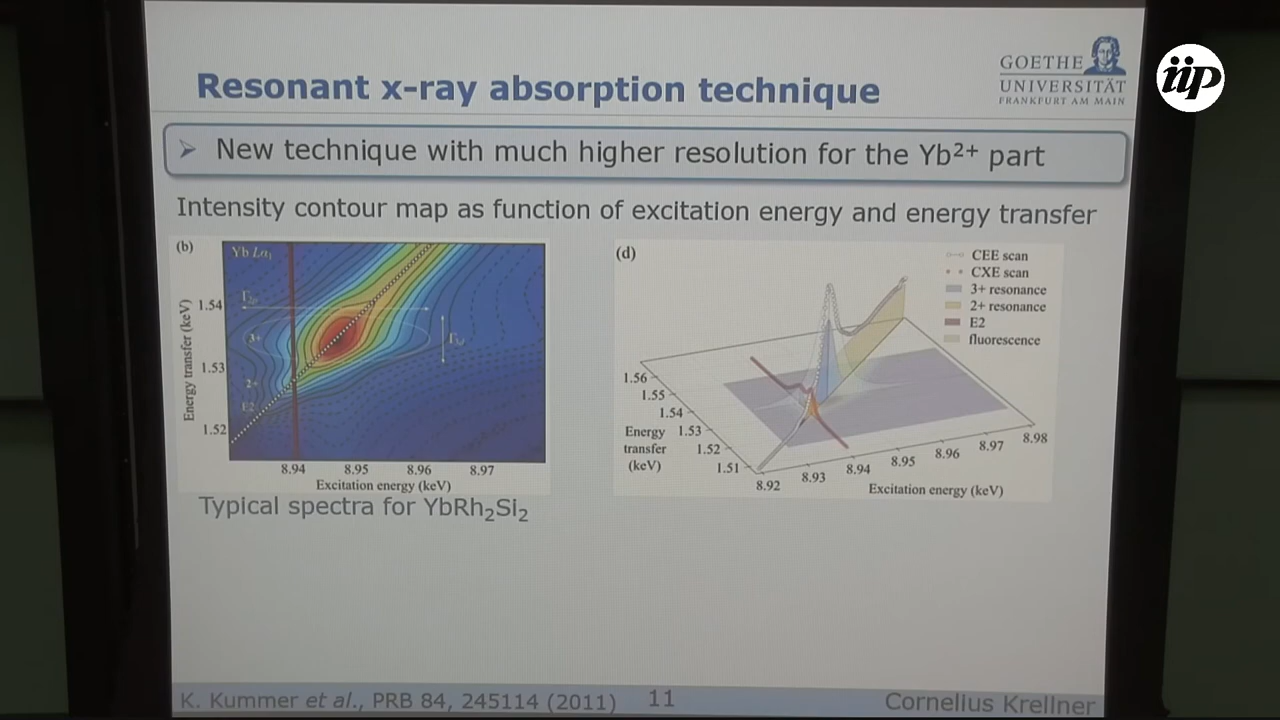 Resonant x-ray absorption technique
GOETHE
UNIVERSITÄT
FRANKFURT AM MAIN
iip
➢ New technique with much higher resolution for the Yb²⁺ part
Intensity contour map as function of excitation energy and energy transfer
(b)
Yb Lα₁
Energy transfer (keV)
1.54
1.53
1.52
3+
2+
E2
8.94 8.95 8.96 8.97
Excitation energy (keV)
Typical spectra for YbRh₂Si₂
(d)
CEE scan
CXE scan
3+ resonance
2+ resonance
E2
fluorescence
1.56
1.55
1.54
1.53
1.52
1.51
Energy
transfer
(keV)
8.92 8.93 8.94 8.95 8.96 8.97 8.98
Excitation energy (keV)
K. Kummer et al., PRB 84, 245114 (2011) 11 Cornelius Krellner